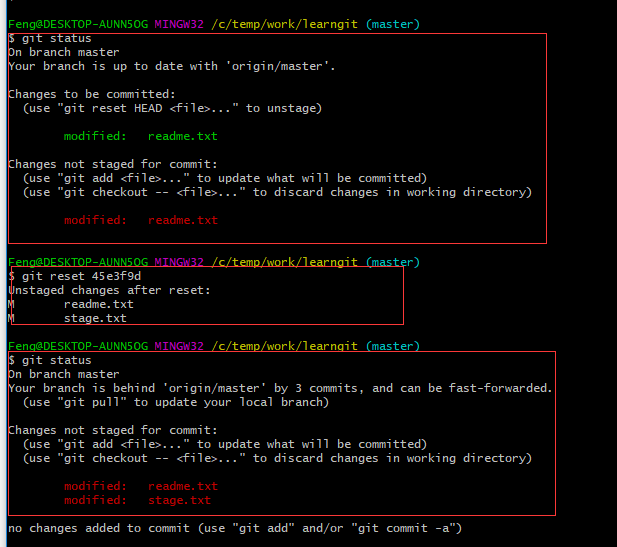 Feng@DESKTOP-AUNN5OG MINGW32 /c/temp/work/learngit (master)
$ git status
On branch master
Your branch is up to date with 'origin/master'.
Changes to be committed:
(use "git reset HEAD <file>..." to unstage)
modified: readme.txt
Changes not staged for commit:
(use "git add <file>..." to update what will be committed)
(use "git checkout -- <file>..." to discard changes in working directory)
modified: readme.txt
Feng@DESKTOP-AUNN5OG MINGW32 /c/temp/work/learngit (master)
$ git reset 45e3f9d
Unstaged changes after reset:
M readme.txt
M stage.txt
Feng@DESKTOP-AUNN5OG MINGW32 /c/temp/work/learngit (master)
$ git status
On branch master
Your branch is behind 'origin/master' by 3 commits, and can be fast-forwarded.
(use "git pull" to update your local branch)
Changes not staged for commit:
(use "git add <file>..." to update what will be committed)
(use "git checkout -- <file>..." to discard changes in working directory)
modified: readme.txt
modified: stage.txt
no changes added to commit (use "git add" and/or "git commit -a")